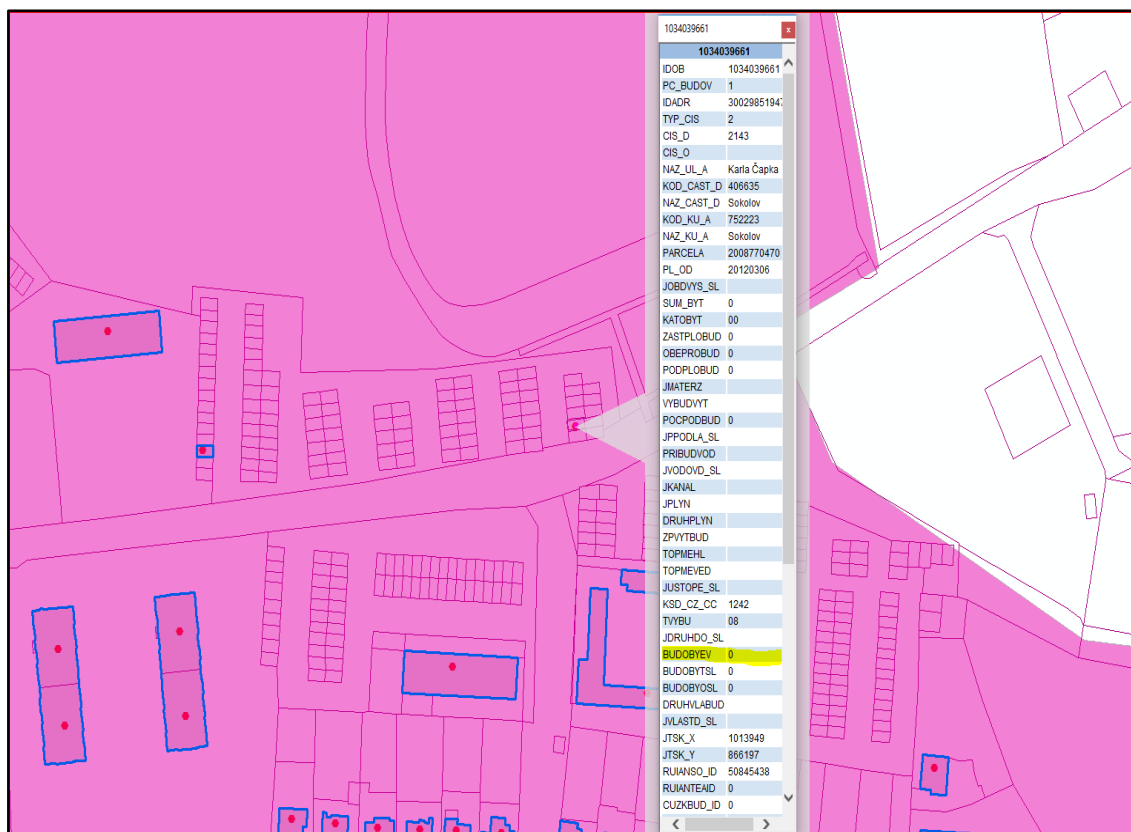 1034039661 x
1034039661
IDOB 1034039661
PC_BUDOV 1
IDADR 30029851947
TYP_CIS 2
CIS_D 2143
CIS_O
NAZ_UL_A Karla Čapka
KOD_CAST_D 406635
NAZ_CAST_D Sokolov
KOD_KU_A 752223
NAZ_KU_A Sokolov
PARCELA 2008770470
PL_OD 20120306
JOBDVYS_SL
SUM_BYT 0
KATOBYT 00
ZASTPLOBUD 0
OBEPROBUD 0
PODPLOBUD 0
JMATERZ
VYBUDVYT
POCPODBUD 0
JPPODLA_SL
PRIBUDVOD
JVODOVD_SL
JKANAL
JPLYN
DRUHPLYN
ZPVYTBUD
TOPMEHL
TOPMEVED
JUSTOPE_SL
KSD_CZ_CC 1242
TVYBU 08
JDRUHDO_SL
BUDOBYEV 0
BUDOBYTSL 0
BUDOBYOSL 0
DRUHVLABUD
JVLASTD_SL
JTSK_X 1013949
JTSK_Y 866197
RUIANSO_ID 50845438
RUIANTEAID 0
CUZKBUD_ID 0